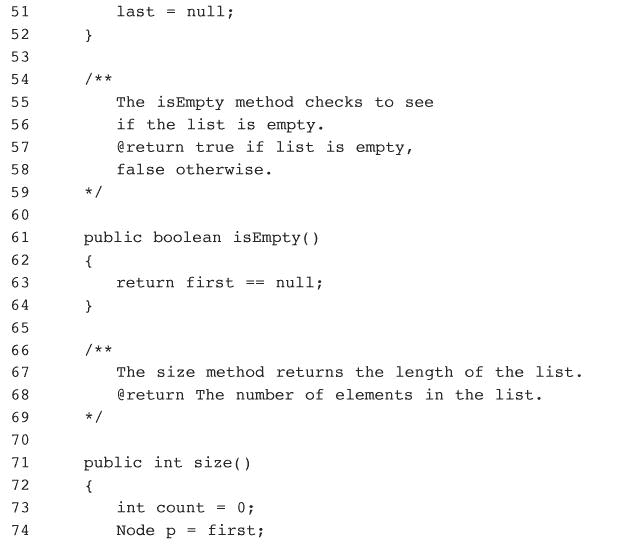 51         last = null;
52     }
53
54     /**
55         The isEmpty method checks to see
56         if the list is empty.
57         @return true if list is empty,
58         false otherwise.
59     */
60
61     public boolean isEmpty()
62     {
63         return first == null;
64     }
65
66     /**
67         The size method returns the length of the list.
68         @return The number of elements in the list.
69     */
70
71     public int size()
72     {
73         int count = 0;
74         Node p = first;